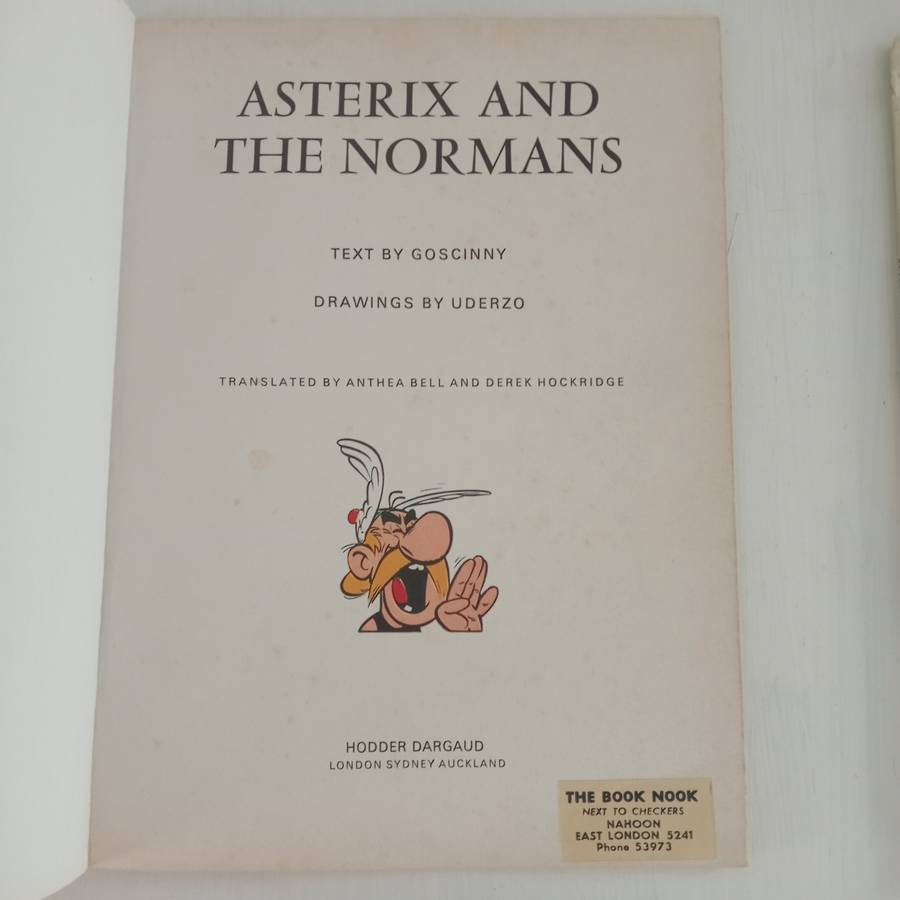 ASTERIX AND
THE NORMANS
TEXT BY GOSCINNY
DRAWINGS BY UDERZO
TRANSLATED BY ANTHEA BELL AND DEREK HOCKRIDGE
HODDER DARGAUD
LONDON SYDNEY AUCKLAND
THE BOOK NOOK
NEXT TO CHECKERS
NAHOON
EAST LONDON 5241
Phone 53973